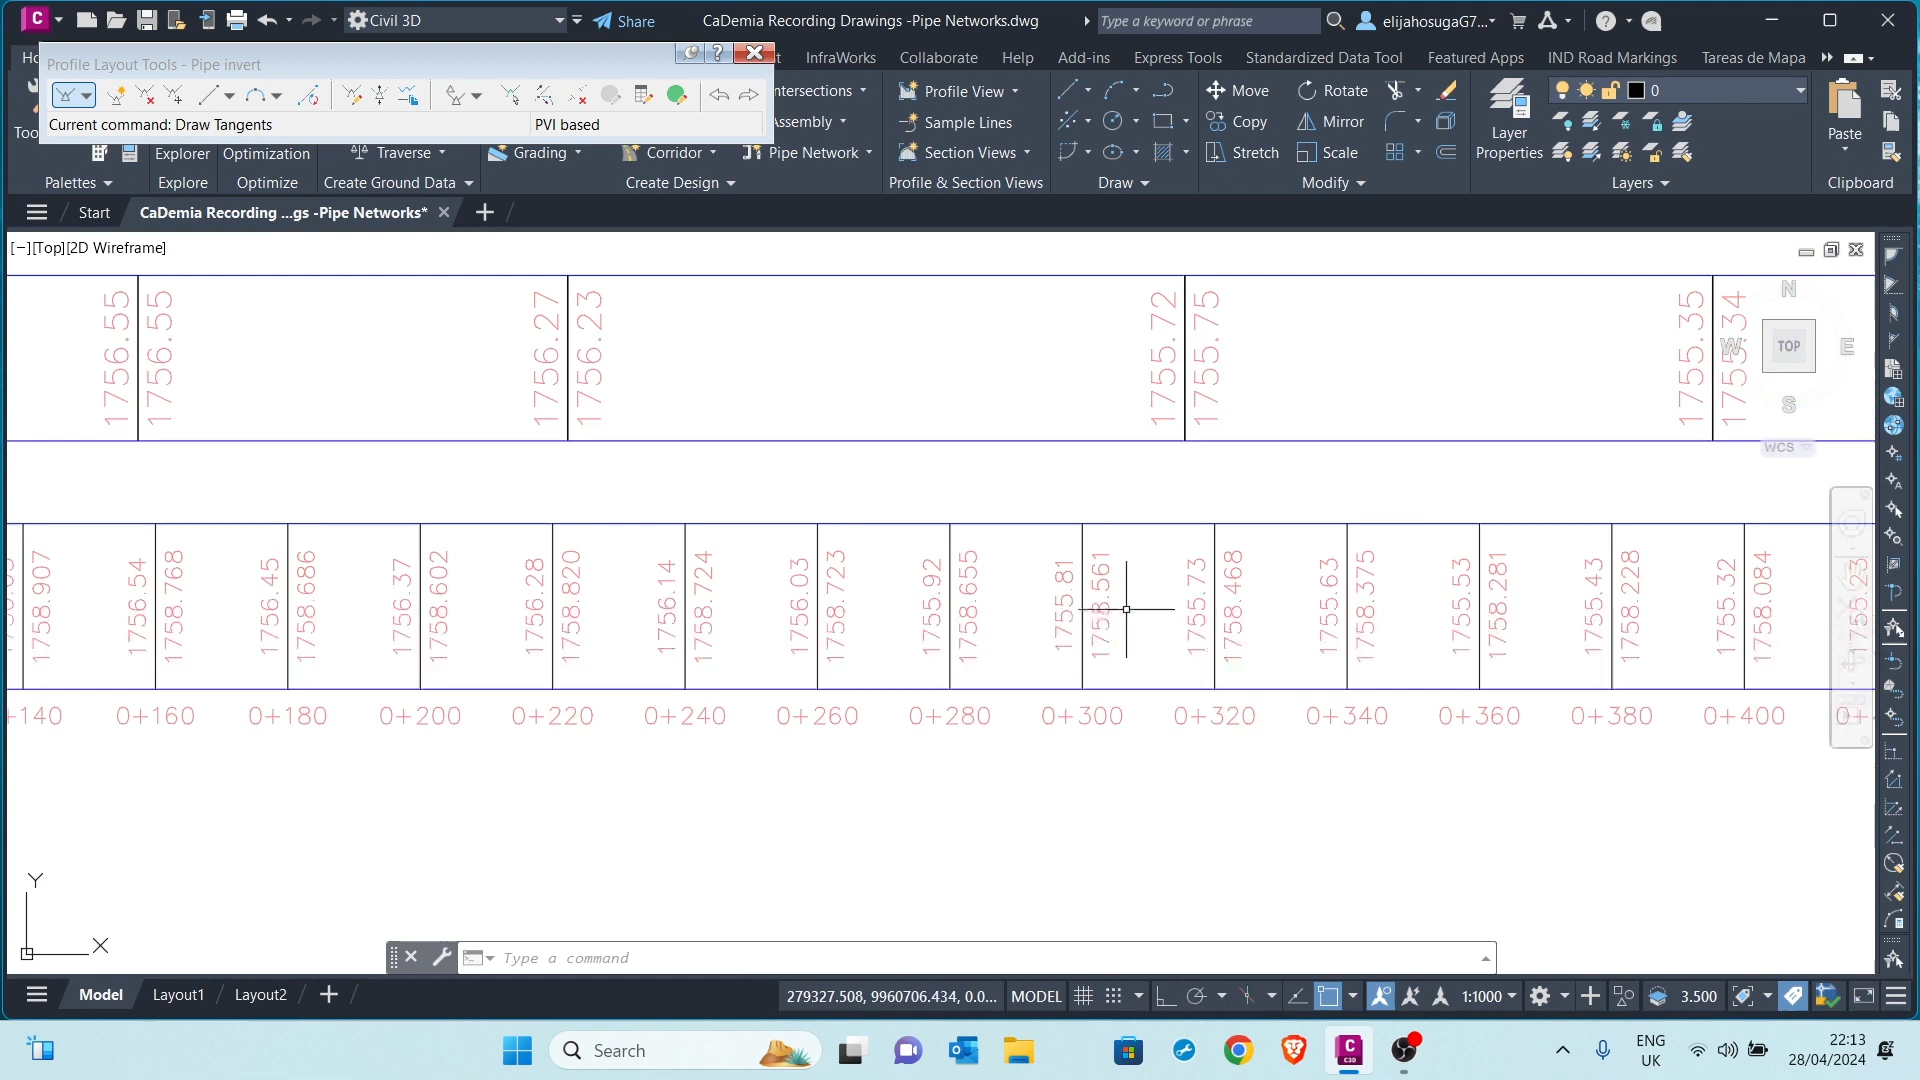 Civil 3D
Share
CaDemia Recording Drawings -Pipe Networks.dwg
Type a keyword or phrase
elijahosugaG7...
Profile Layout Tools - Pipe invert
Current command: Draw Tangents
PVI based
InfraWorks
Collaborate
Help
Add-ins
Express Tools
Standardized Data Tool
Featured Apps
IND Road Markings
Tareas de Mapa
Profile View
Move
Rotate
0
Sample Lines
Copy
Mirror
Layer
Properties
Paste
Explorer
Optimization
Traverse
Grading
Corridor
Pipe Network
Section Views
Stretch
Scale
Palettes
Explore
Optimize
Create Ground Data
Create Design
Profile & Section Views
Draw
Modify
Layers
Clipboard
Start
CaDemia Recording ...gs -Pipe Networks*
[−][Top][2D Wireframe]
1756.55
1756.55
1756.27
1756.23
1755.72
1755.75
1755.35
1755.34
N
W
TOP
E
S
WCS
1758.907
1756.54
1758.768
1756.45
1758.686
1756.37
1758.602
1756.28
1758.820
1756.14
1758.724
1756.03
1758.723
1755.92
1758.655
1755.81
1758.561
1755.73
1758.468
1755.63
1758.375
1755.53
1758.281
1755.43
1758.228
1755.32
1758.084
1755.23
+140
0+160
0+180
0+200
0+220
0+240
0+260
0+280
0+300
0+320
0+340
0+360
0+380
0+400
Y
X
Type a command
Model
Layout1
Layout2
279327.508, 9960706.434, 0.0...
MODEL
1:1000
3.500
Search
ENG
UK
22:13
28/04/2024